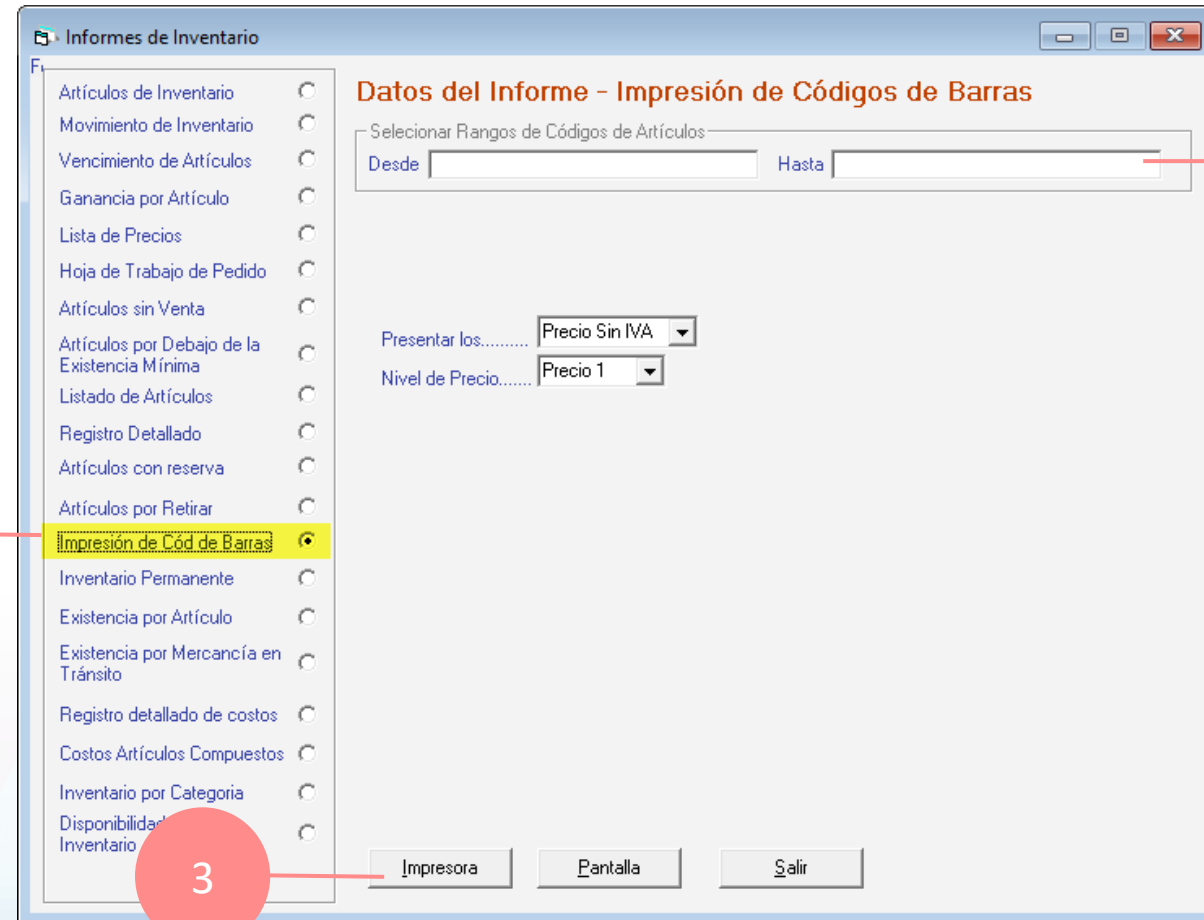 Informes de Inventario
Artículos de Inventario
Movimiento de Inventario
Vencimiento de Artículos
Ganancia por Artículo
Lista de Precios
Hoja de Trabajo de Pedido
Artículos sin Venta
Artículos por Debajo de la
Existencia Mínima
Listado de Artículos
Registro Detallado
Artículos con reserva
Artículos por Retirar
Impresión de Cód de Barras
Inventario Permanente
Existencia por Artículo
Existencia por Mercancía en
Tránsito
Registro detallado de costos
Costos Artículos Compuestos
Inventario por Categoria
Inventario
3
Datos del Informe - Impresión de Códigos de Barras
Selecionar Rangos de Códigos de Artículos
Desde Hasta
Presentar los.......... Precio Sin IVA
Nivel de Precio....... Precio 1
Impresora Pantalla Salir